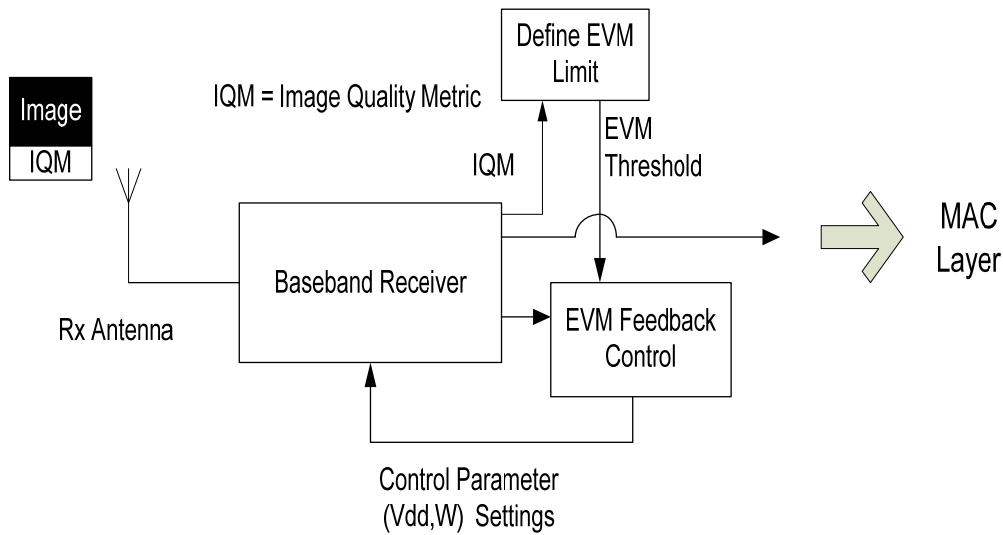 Define EVM
Limit
Image
IQM
IQM = Image Quality Metric
EVM
Threshold
IQM
MAC
Layer
Baseband Receiver
Rx Antenna
EVM Feedback
Control
Control Parameter
(Vdd,W) Settings